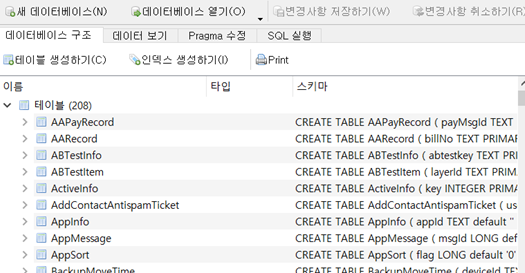 새 데이터베이스(N) 데이터베이스 열기(O) 변경사항 저장하기(W) 변경사항 취소하기(R)
데이터베이스 구조 데이터 보기 Pragma 수정 SQL 실행
테이블 생성하기(C) 인덱스 생성하기(I) Print
이름 타입 스키마
테이블 (208)
AAPayRecord CREATE TABLE AAPayRecord ( payMsgId TEXT
AARecord CREATE TABLE AARecord ( billNo TEXT PRIMAR
ABTestInfo CREATE TABLE ABTestInfo ( abtestkey TEXT PRI
ABTestItem CREATE TABLE ABTestItem ( layerId TEXT PRIMA
ActiveInfo CREATE TABLE ActiveInfo ( key INTEGER PRIMA
AddContactAntispamTicket CREATE TABLE AddContactAntispamTicket ( us
AppInfo CREATE TABLE AppInfo ( appId TEXT default ''
AppMessage CREATE TABLE AppMessage ( msgId LONG def
AppSort CREATE TABLE AppSort ( flag LONG default '0'
BackupMoveTime CREATE TABLE BackupMoveTime ( deviceId TE